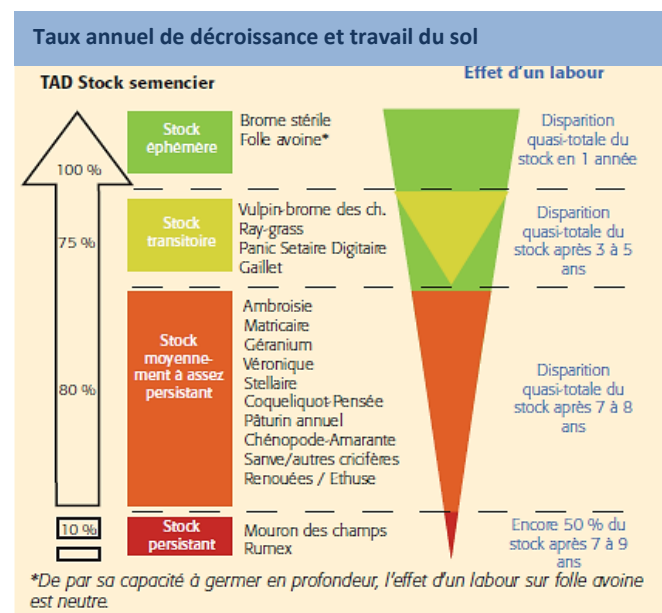 Taux annuel de décroissance et travail du sol
TAD Stock semencier
Effet d'un labour
100 %
Stock
éphémère
Brome stérile
Folle avoine*
Disparition
quasi-totale du
stock en 1 année
75 %
Stock
transitoire
Vulpin-brome des ch.
Ray-grass
Panic Setaire Digitaire
Gaillet
Disparition
quasi-totale du
stock après 3 à 5
ans
80 %
Stock
moyenne-
ment à assez
persistant
Ambroisie
Matricaire
Géranium
Véronique
Stellaire
Coqueliquot-Pensée
Pâturin annuel
Chénopode-Amarante
Sanve/autres cricifères
Renouées / Ethuse
Disparition
quasi-totale du
stock après 7 à 8
ans
10 %
Stock
persistant
Mouron des champs
Rumex
Encore 50 % du
stock après 7 à 9
ans
*De par sa capacité à germer en profondeur, l'effet d'un labour sur folle avoine
est neutre.